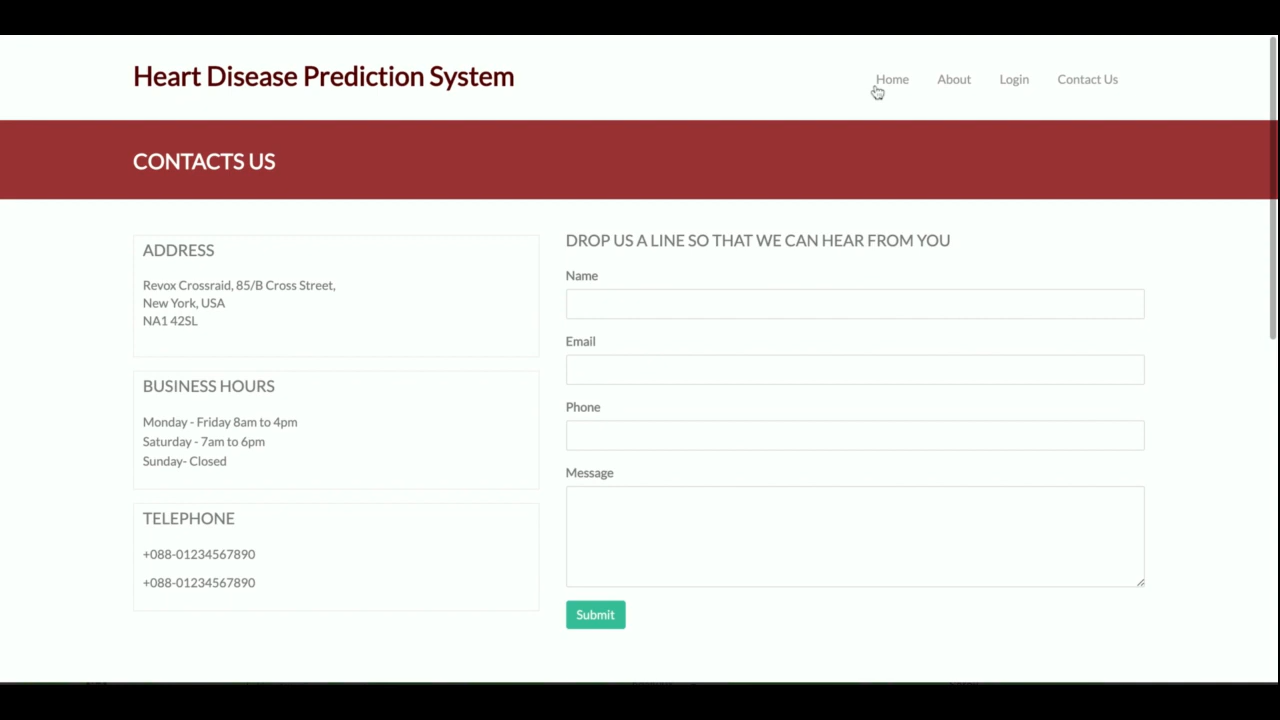 Heart Disease Prediction System
Home About Login Contact Us
CONTACTS US
ADDRESS
Revox Crossraid, 85/B Cross Street,
New York, USA
NA1 42SL
BUSINESS HOURS
Monday - Friday 8am to 4pm
Saturday - 7am to 6pm
Sunday- Closed
TELEPHONE
+088-01234567890
+088-01234567890
DROP US A LINE SO THAT WE CAN HEAR FROM YOU
Name
Email
Phone
Message
Submit